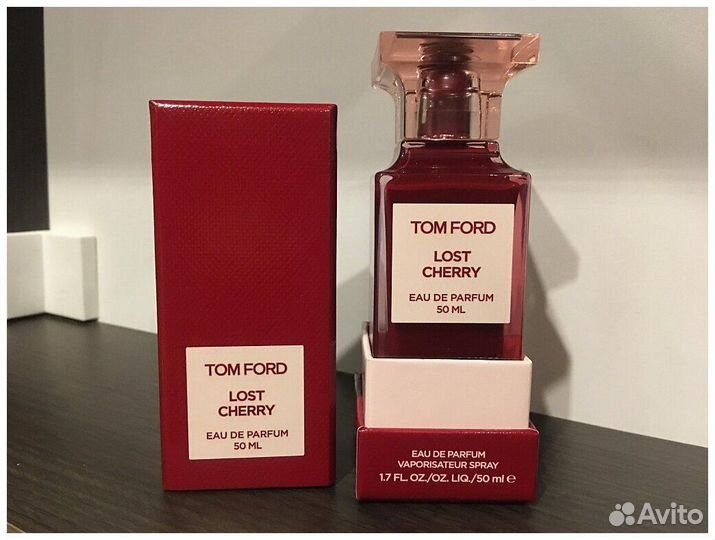 TOM FORD
LOST
CHERRY
EAU DE PARFUM
50 ML
TOM FORD
LOST
CHERRY
EAU DE PARFUM
50 ML
EAU DE PARFUM
VAPORISATEUR SPRAY
1.7 FL. OZ./OZ. LIQ./50 ml e
Avito